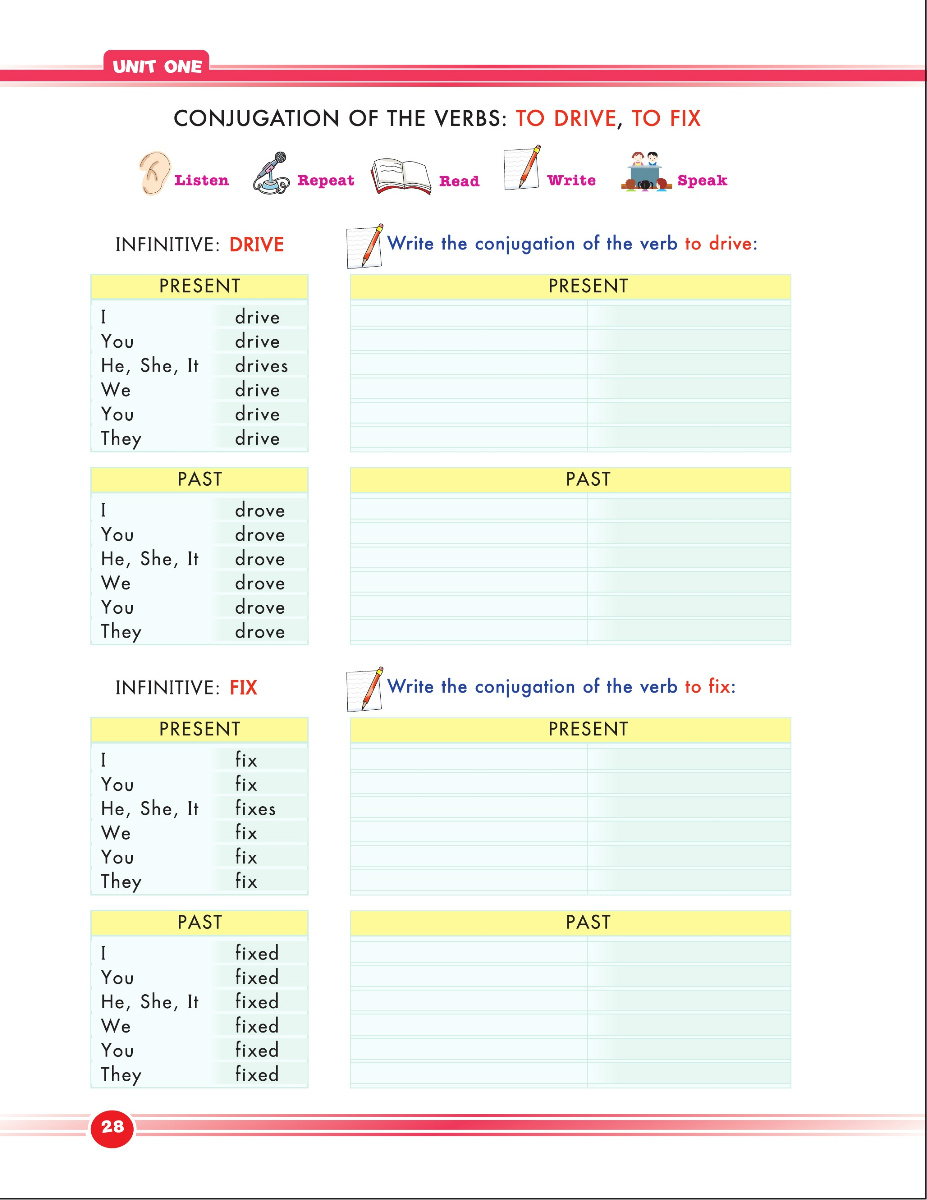 UNIT ONE
CONJUGATION OF THE VERBS: TO DRIVE, TO FIX
Listen Repeat Read Write Speak
INFINITIVE: DRIVE
PRESENT
I drive
You drive
He, She, It drives
We drive
You drive
They drive
PAST
I drove
You drove
He, She, It drove
We drove
You drove
They drove
Write the conjugation of the verb to drive:
PRESENT
PAST
INFINITIVE: FIX
PRESENT
I fix
You fix
He, She, It fixes
We fix
You fix
They fix
PAST
I fixed
You fixed
He, She, It fixed
We fixed
You fixed
They fixed
Write the conjugation of the verb to fix:
PRESENT
PAST
28